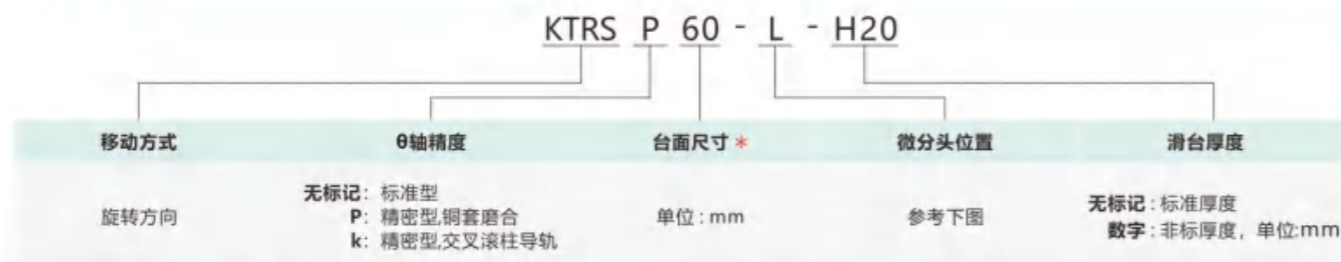 KTRS P 60 - L - H20
移动方式 θ轴精度 台面尺寸 * 微分头位置 滑台厚度
旋转方向
无标记：标准型
P：精密型,铜套磨合
k：精密型,交叉滚柱导轨
单位 : mm
参考下图
无标记 : 标准厚度
数字 : 非标厚度，单位:mm